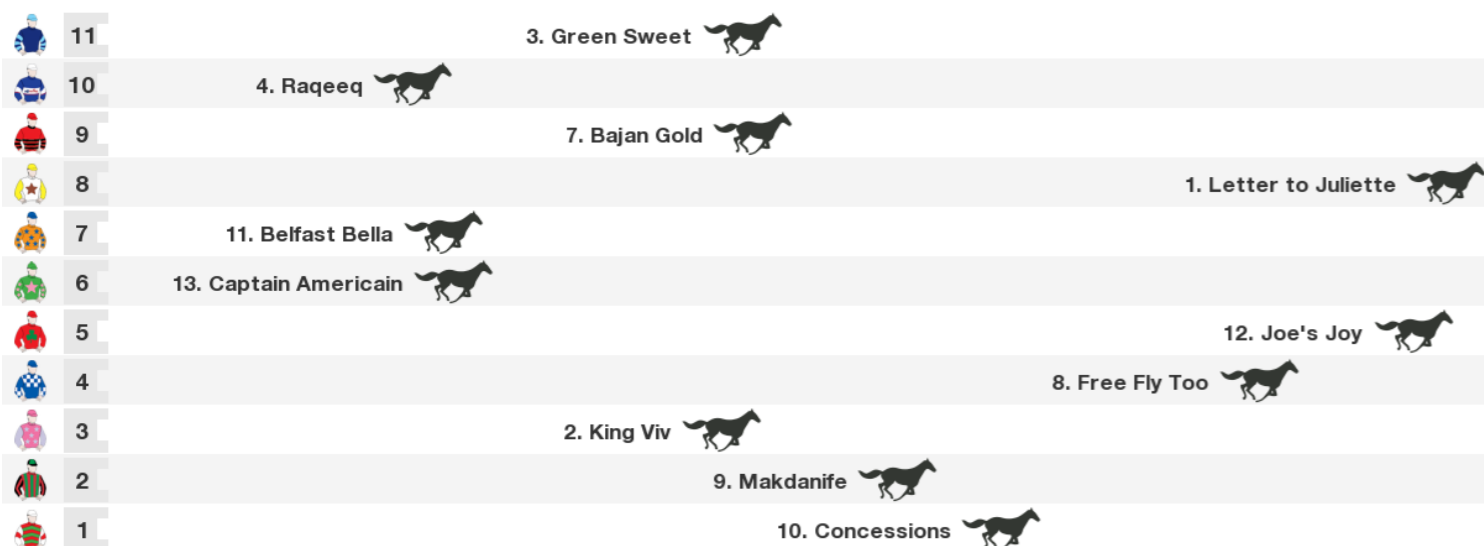 11 3. Green Sweet
10 4. Raqeeq
9 7. Bajan Gold
8 1. Letter to Juliette
7 11. Belfast Bella
6 13. Captain Americain
5 12. Joe's Joy
4 8. Free Fly Too
3 2. King Viv
2 9. Makdanife
1 10. Concessions